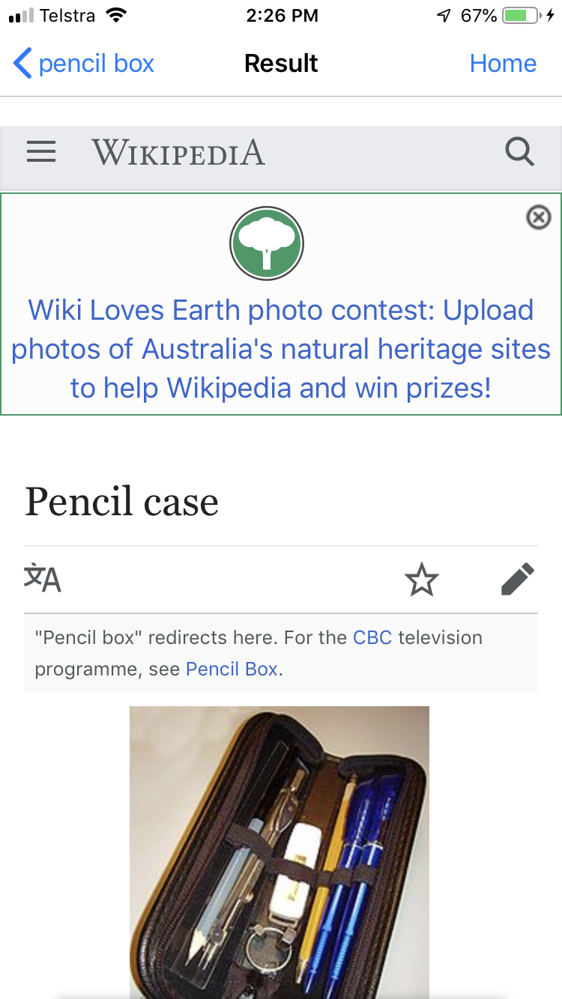 Telstra 2:26 PM 67%
pencil box Result Home
WIKIPEDIA
Wiki Loves Earth photo contest: Upload
photos of Australia's natural heritage sites
to help Wikipedia and win prizes!
Pencil case
文A
"Pencil box" redirects here. For the CBC television
programme, see Pencil Box.